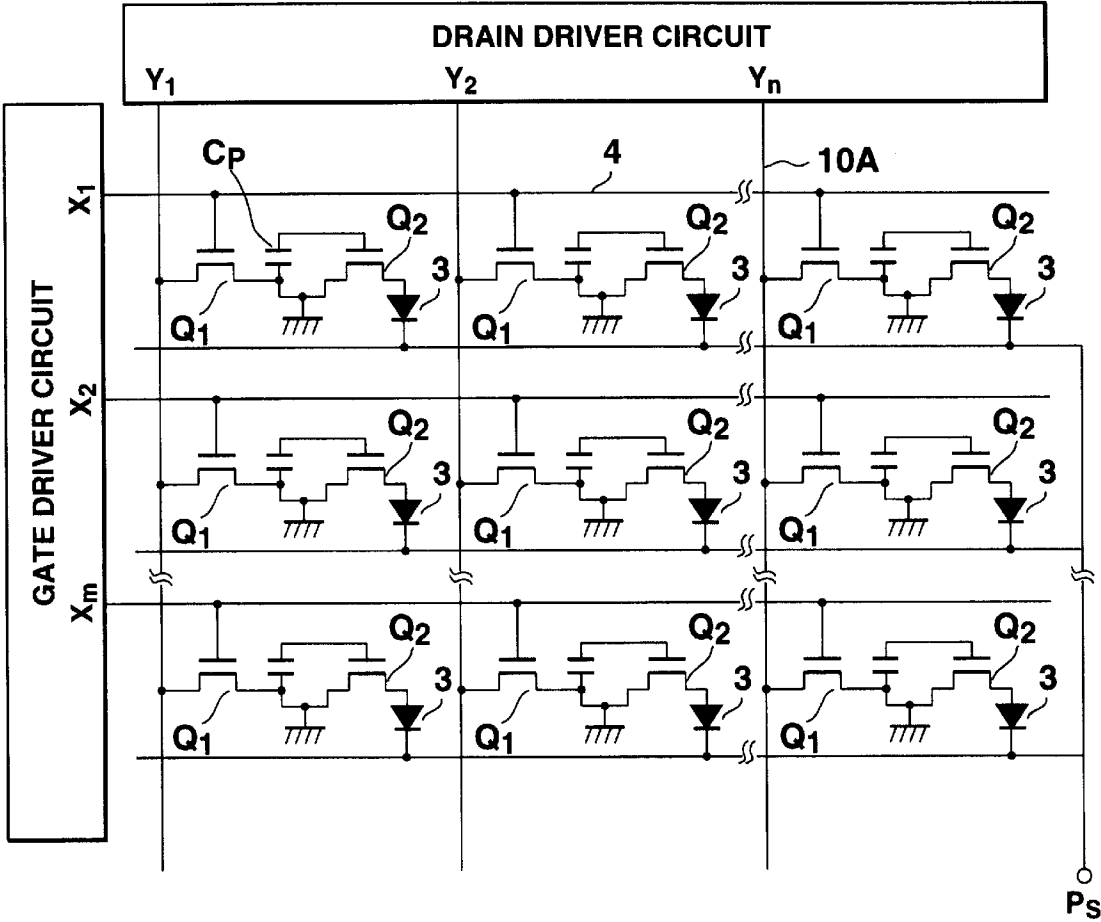 DRAIN DRIVER CIRCUIT
Y1 Y2 Yn
GATE DRIVER CIRCUIT
CP 4 10A
X1
Q2 Q2 Q2
3 3 3
Q1 Q1 Q1
X2
Q2 Q2 Q2
3 3 3
Q1 Q1 Q1
Xm
Q2 Q2 Q2
3 3 3
Q1 Q1 Q1
PS